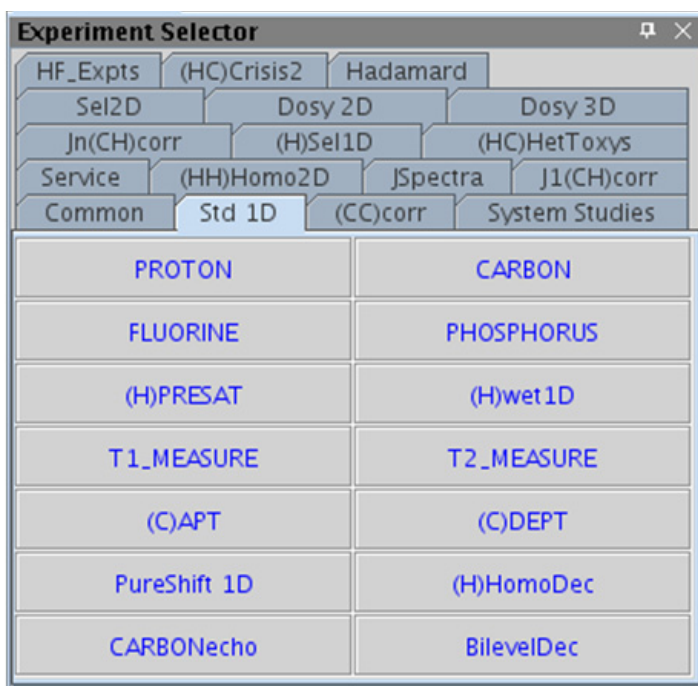 Experiment Selector
HF_Expts (HC)Crisis2 Hadamard
Sel2D Dosy 2D Dosy 3D
Jn(CH)corr (H)Sel1D (HC)HetToxys
Service (HH)Homo2D JSpectra J1(CH)corr
Common Std 1D (CC)corr System Studies
PROTON CARBON
FLUORINE PHOSPHORUS
(H)PRESAT (H)wet1D
T1_MEASURE T2_MEASURE
(C)APT (C)DEPT
PureShift 1D (H)HomoDec
CARBONecho BilevelDec